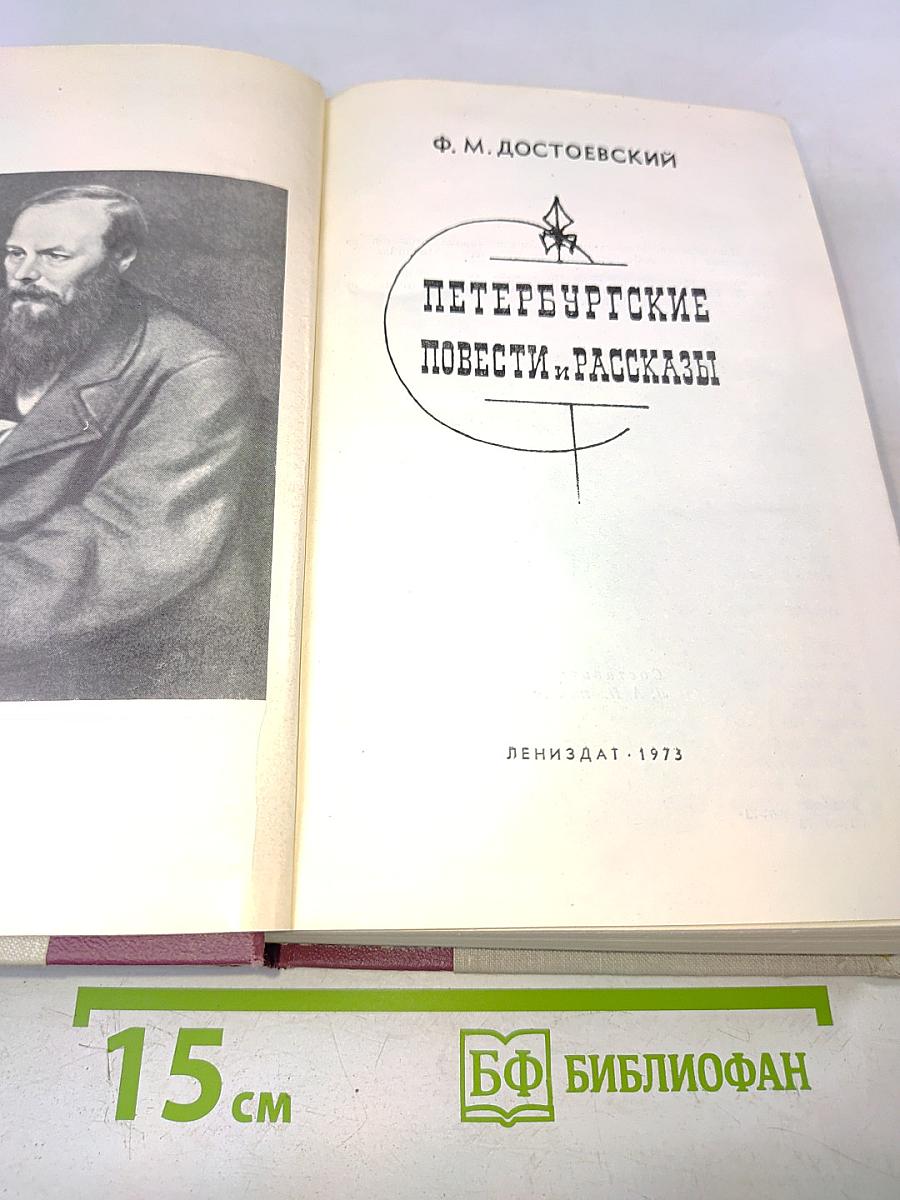 Ф. М. ДОСТОЕВСКИЙ
ПЕТЕРБУРГСКИЕ
ПОВЕСТИ и РАССКАЗЫ
ЛЕНИЗДАТ · 1973
15 см
БФ БИБЛИОФАН